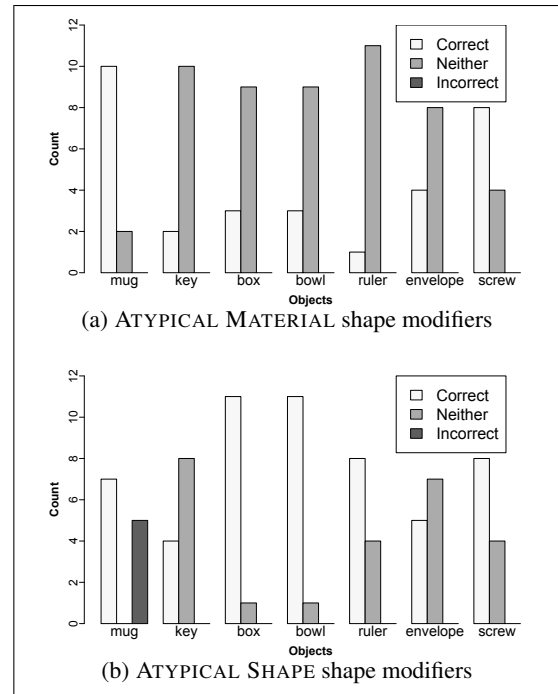 12
10
8
6
4
2
0
Count
Correct
Neither
Incorrect
mug key box bowl ruler envelope screw
Objects
(a) ATYPICAL MATERIAL shape modifiers
12
10
8
6
4
2
0
Count
Correct
Neither
Incorrect
mug key box bowl ruler envelope screw
Objects
(b) ATYPICAL SHAPE shape modifiers